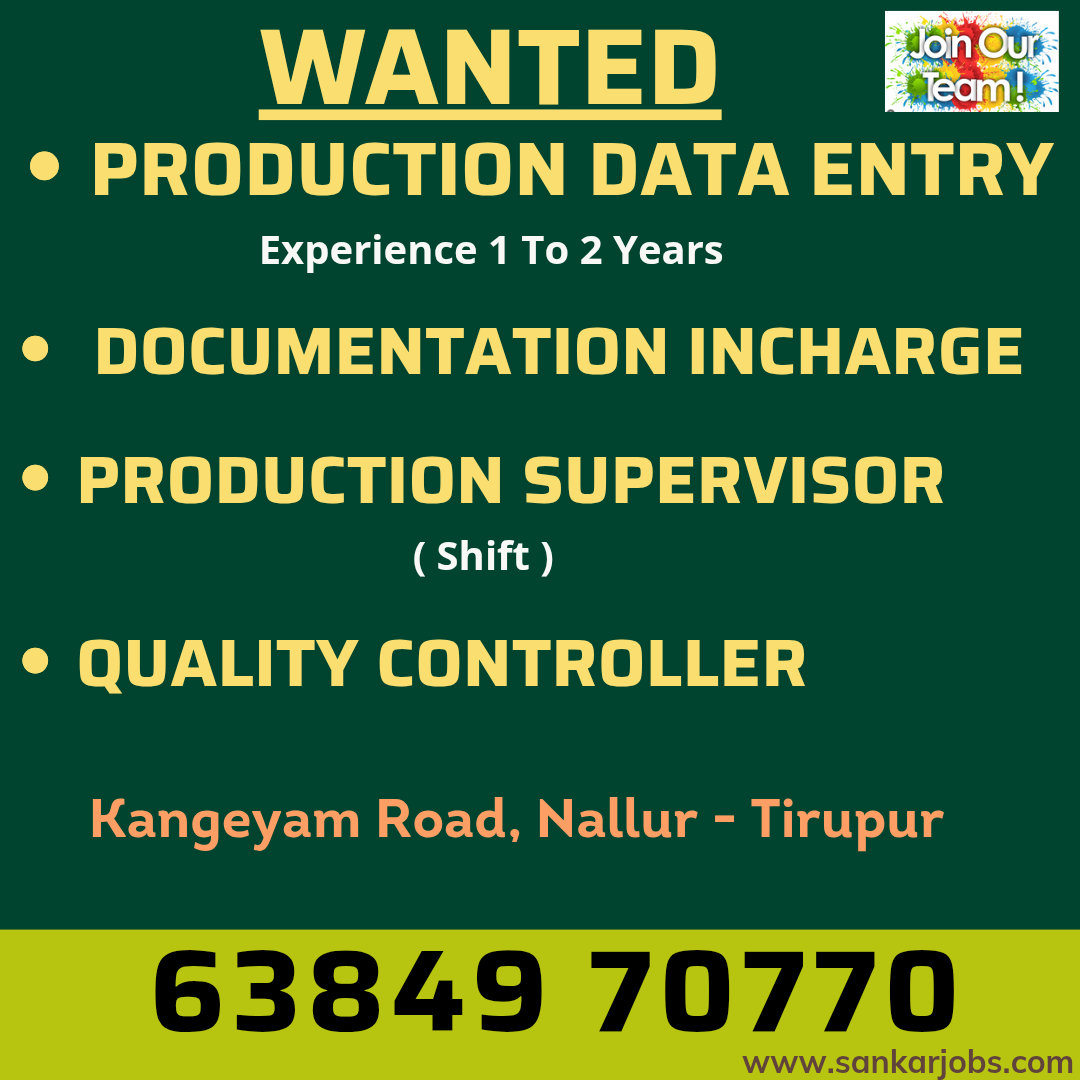 WANTED
Join Our
Team!
• PRODUCTION DATA ENTRY
Experience 1 To 2 Years
• DOCUMENTATION INCHARGE
• PRODUCTION SUPERVISOR
( Shift )
• QUALITY CONTROLLER
Kangeyam Road, Nallur - Tirupur
63849 70770
www.sankarjobs.com